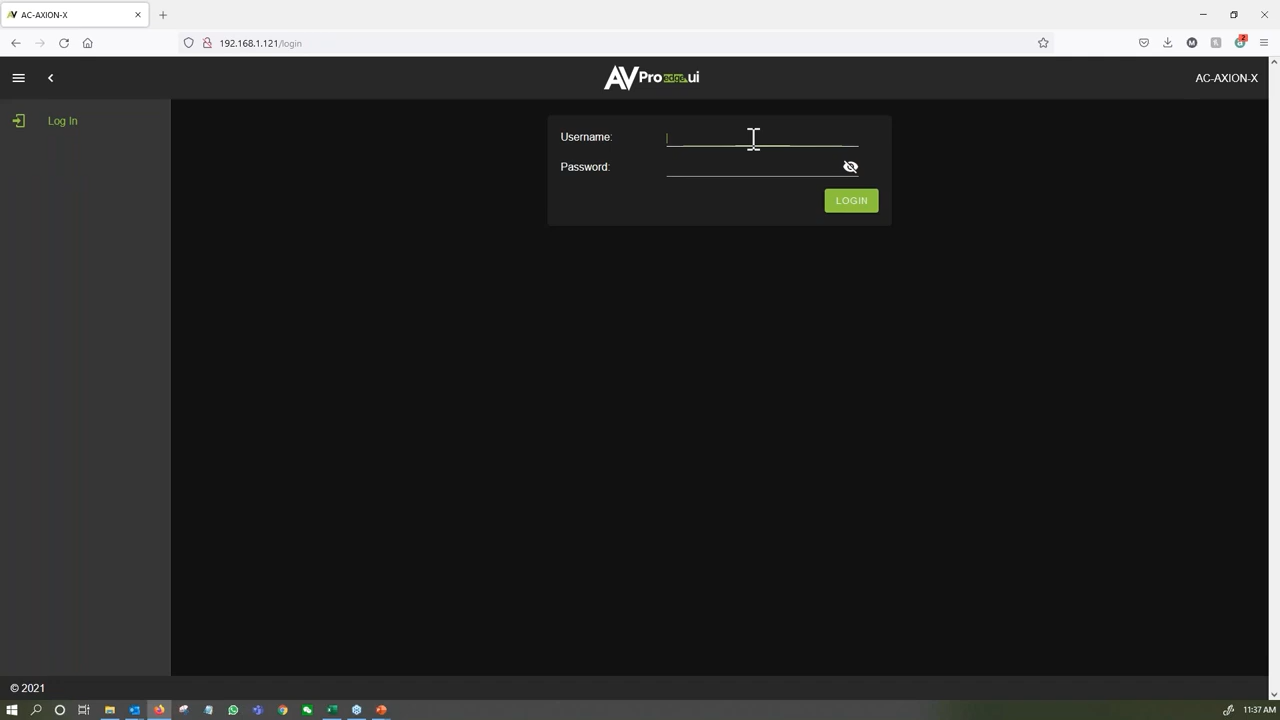 AC-AXION-X
192.168.1.121/login
AVProedge.ui
AC-AXION-X
Log In
Username:
Password:
LOGIN
© 2021
11:37 AM